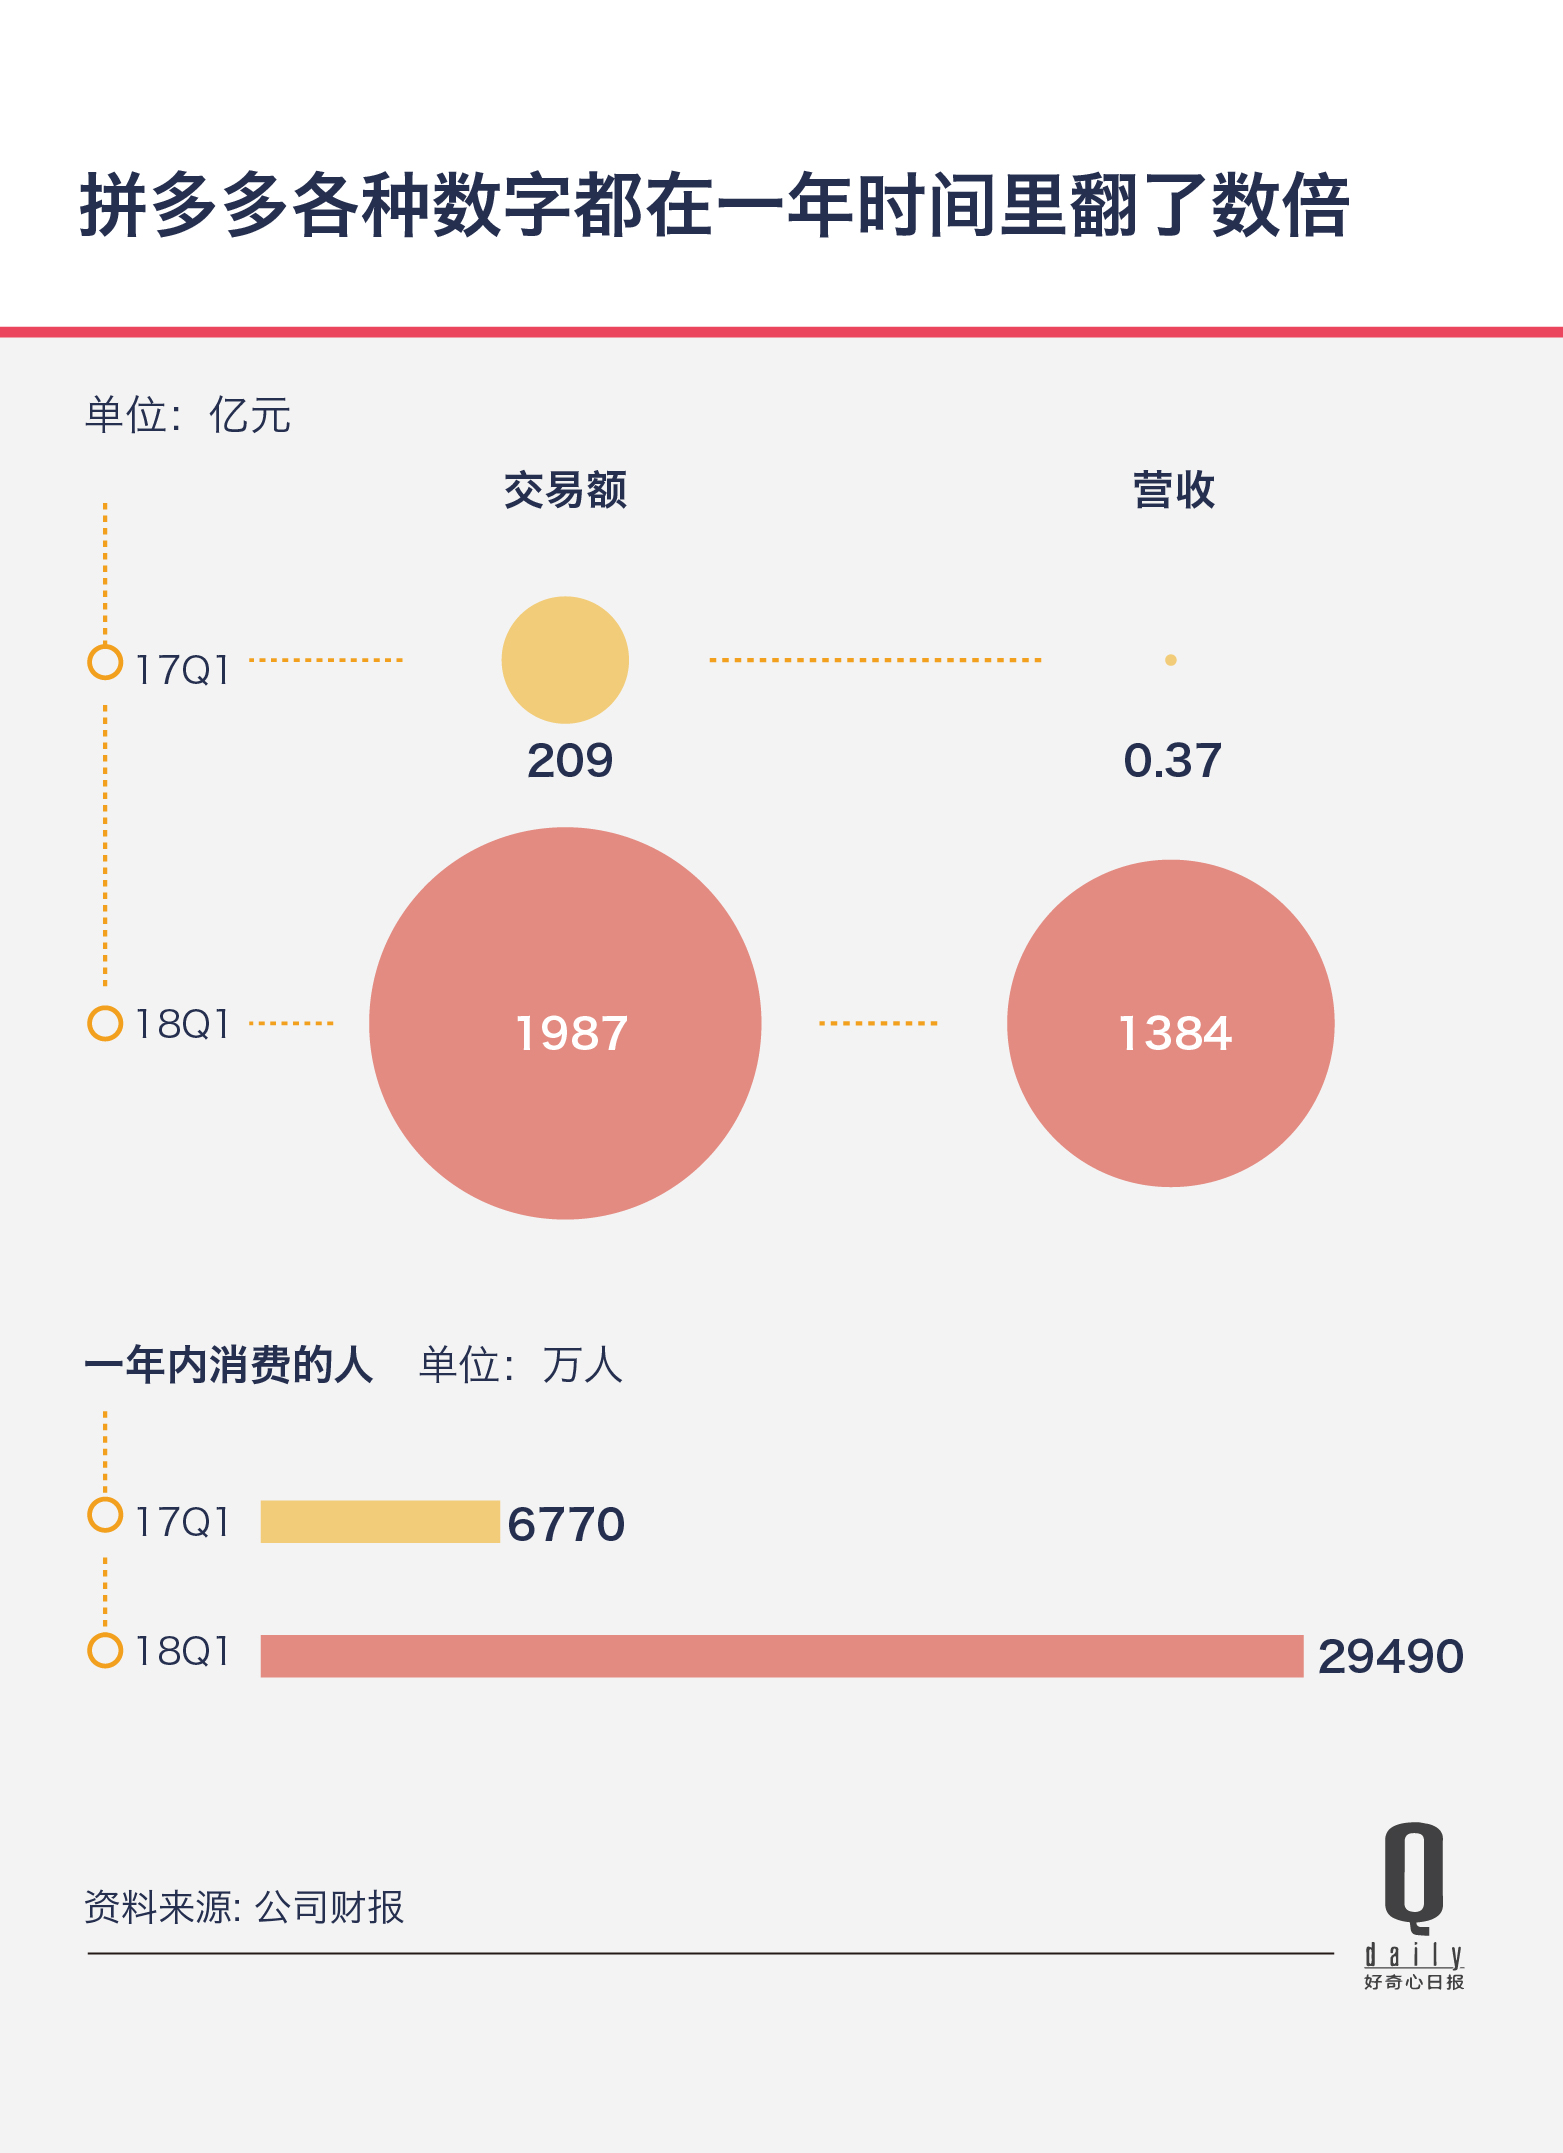 拼多多各种数字都在一年时间里翻了数倍
单位：亿元
交易额 营收
17Q1
209 0.37
18Q1 1987 1384
一年内消费的人 单位：万人
17Q1 6770
18Q1 29490
资料来源: 公司财报
Q
daily
好奇心日报